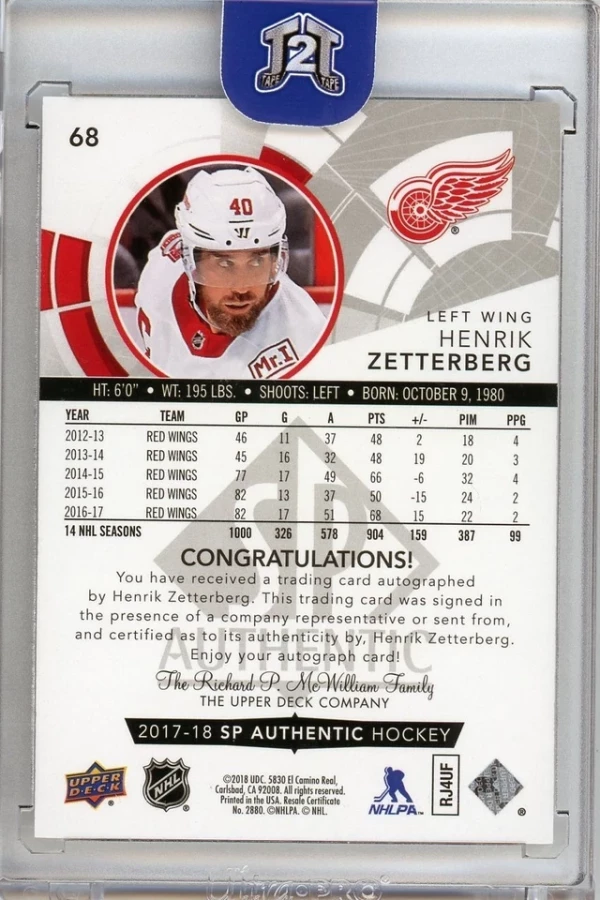 T2T
TAPE TAPE
68
40
Mr.I
LEFT WING
HENRIK
ZETTERBERG
HT: 6'0" • WT: 195 LBS. • SHOOTS: LEFT • BORN: OCTOBER 9, 1980
YEAR TEAM GP G A PTS +/- PIM PPG
2012-13 RED WINGS 46 11 37 48 2 18 4
2013-14 RED WINGS 45 16 32 48 19 20 3
2014-15 RED WINGS 77 17 49 66 -6 32 4
2015-16 RED WINGS 82 13 37 50 -15 24 2
2016-17 RED WINGS 82 17 51 68 15 22 2
14 NHL SEASONS 1000 326 578 904 159 387 99
SP
AUTHENTIC
CONGRATULATIONS!
You have received a trading card autographed
by Henrik Zetterberg. This trading card was signed in
the presence of a company representative or sent from,
and certified as to its authenticity by, Henrik Zetterberg.
Enjoy your autograph card!
The Richard P. McWilliam Family
THE UPPER DECK COMPANY
2017-18 SP AUTHENTIC HOCKEY
UPPER
DECK
NHL
©2018 UDC. 5830 El Camino Real,
Carlsbad, CA 92008. All rights reserved.
Printed in the USA. Resale Certificate
No. 2880. ©NHLPA. © NHL.
NHLPA™
RJ4UF
®